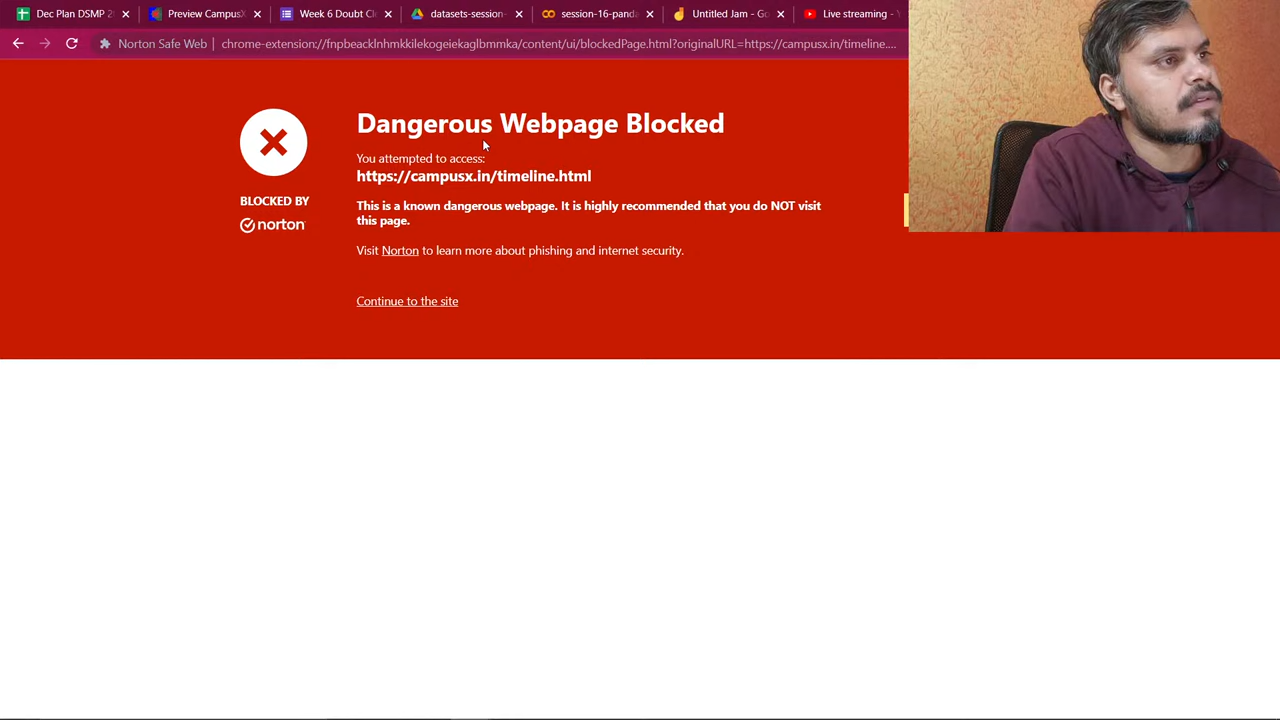 Dec Plan DSMP 2
Preview CampusX
Week 6 Doubt Cle
datasets-session-
session-16-panda
Untitled Jam - Go
Live streaming - Y
Norton Safe Web
chrome-extension://fnpbeacklnhmkkilekogeiekaglbmmka/content/ui/blockedPage.html?originalURL=https://campusx.in/timeline....
Dangerous Webpage Blocked
You attempted to access:
https://campusx.in/timeline.html
BLOCKED BY
norton
This is a known dangerous webpage. It is highly recommended that you do NOT visit
this page.
Visit Norton to learn more about phishing and internet security.
Continue to the site